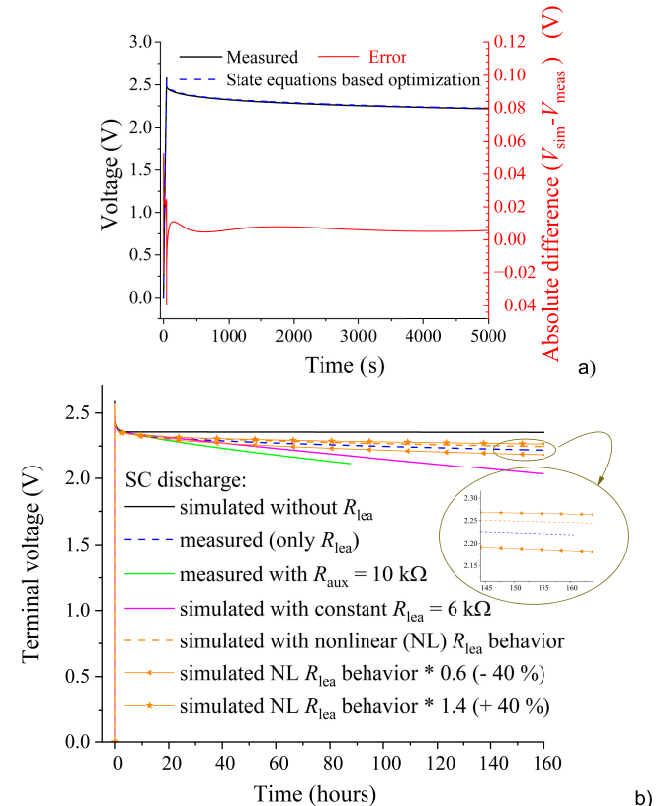 3.0
2.5
2.0
1.5
1.0
0.5
0.0
Voltage (V)
Measured
Error
State equations based optimization
0.12
0.10
0.08
0.06
0.04
0.02
0.00
−0.02
0.04
Absolute difference (Vsim-Vmeas) (V)
0 1000 2000 3000 4000 5000
Time (s)
a)
2.5
2.0
1.5
1.0
0.5
0.0
Terminal voltage (V)
SC discharge:
simulated without Rlea
measured (only Rlea)
measured with Raux = 10 kΩ
simulated with constant Rlea = 6 kΩ
simulated with nonlinear (NL) Rlea behavior
simulated NL Rlea behavior * 0.6 (- 40 %)
simulated NL Rlea behavior * 1.4 (+ 40 %)
2.30
2.25
2.20
2.15
145 150 155 160
0 20 40 60 80 100 120 140 160
Time (hours)
b)